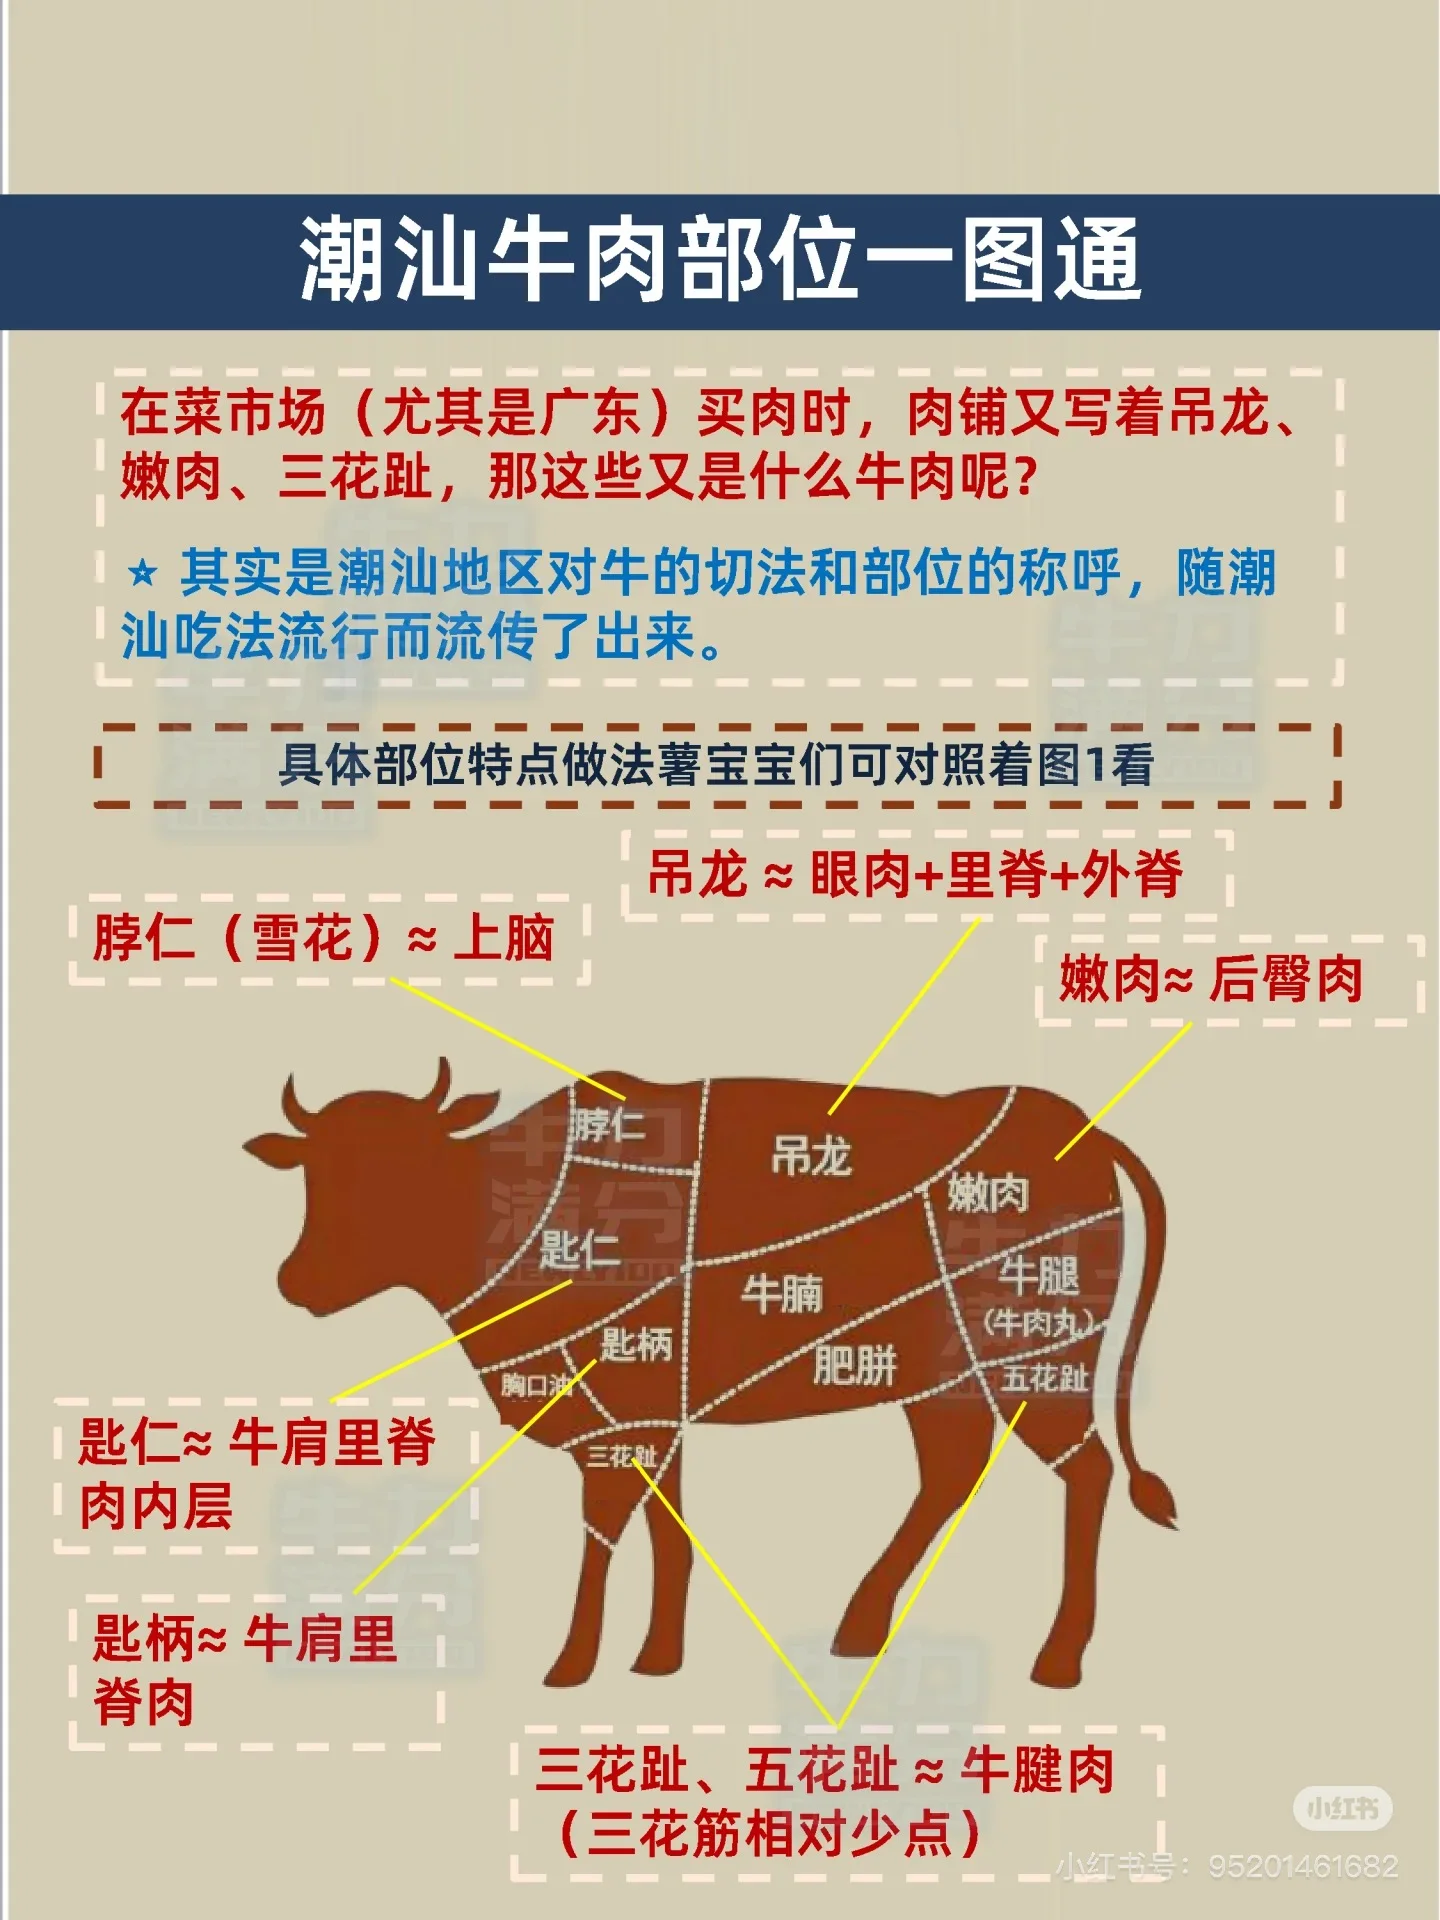 潮汕牛肉部位一图通
在菜市场（尤其是广东）买肉时，肉铺又写着吊龙、
嫩肉、三花趾，那这些又是什么牛肉呢？
☆ 其实是潮汕地区对牛的切法和部位的称呼，随潮
汕吃法流行而流传了出来。
具体部位特点做法薯宝宝们可对照着图1看
吊龙 ≈ 眼肉+里脊+外脊
脖仁（雪花）≈ 上脑
嫩肉≈ 后臀肉
脖仁
吊龙
嫩肉
匙仁
牛腩
牛腿
（牛肉丸）
匙柄
肥胼
五花趾
胸口油
三花趾
匙仁≈ 牛肩里脊
肉内层
匙柄≈ 牛肩里
脊肉
三花趾、五花趾 ≈ 牛腱肉
（三花筋相对少点）
小红书
小红书号：95201461682
牛力
满分